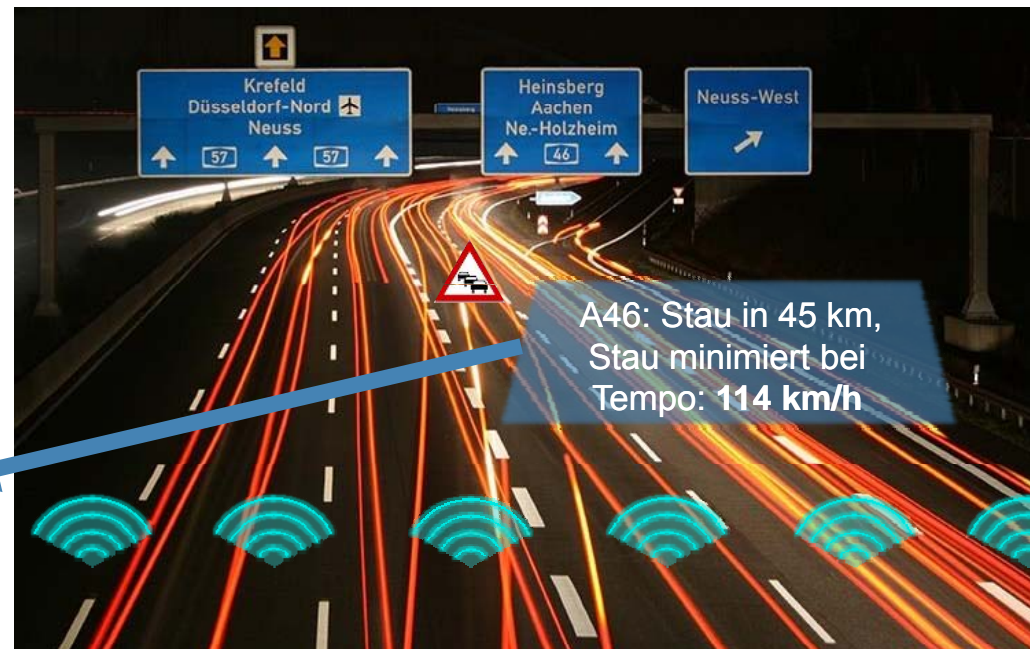 Krefeld
Düsseldorf-Nord
Neuss
57 57
Heinsberg
Aachen
Ne.-Holzheim
46
Neuss-West
A46: Stau in 45 km,
Stau minimiert bei
Tempo: 114 km/h